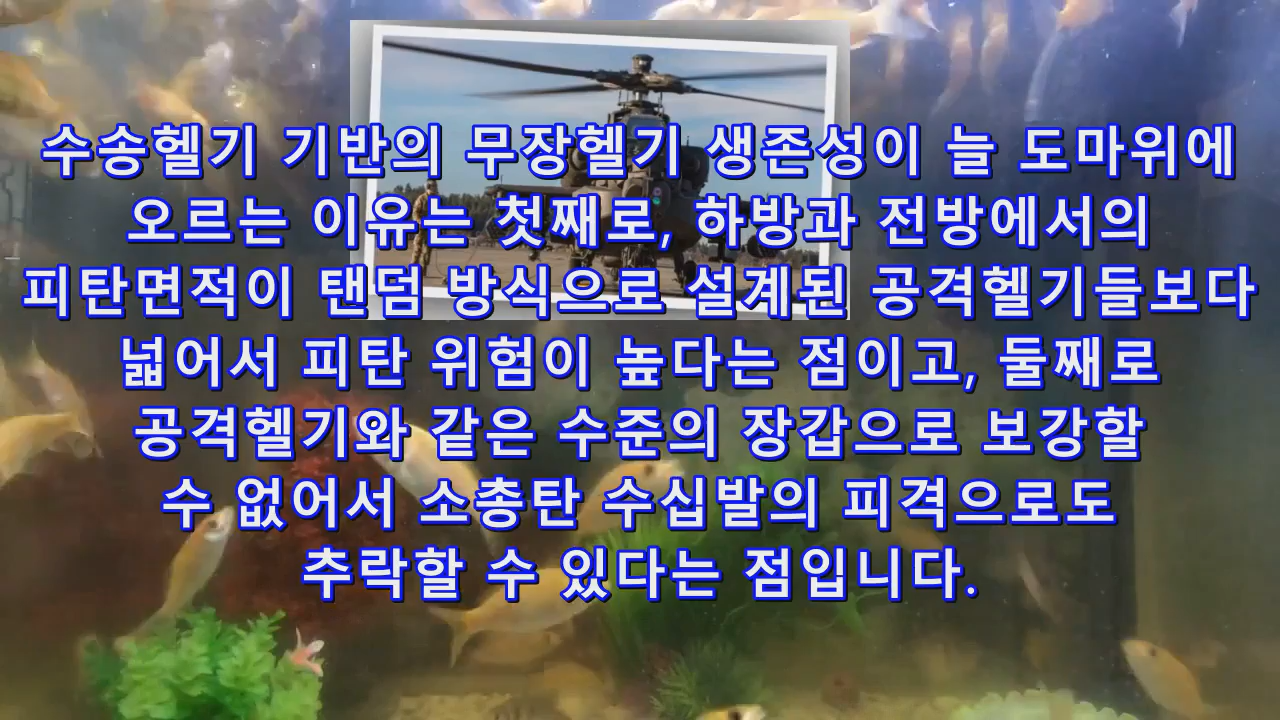 수송헬기 기반의 무장헬기 생존성이 늘 도마위에
오르는 이유는 첫째로, 하방과 전방에서의
피탄면적이 탠덤 방식으로 설계된 공격헬기들보다
넓어서 피탄 위험이 높다는 점이고, 둘째로
공격헬기와 같은 수준의 장갑으로 보강할
수 없어서 소총탄 수십발의 피격으로도
추락할 수 있다는 점입니다.